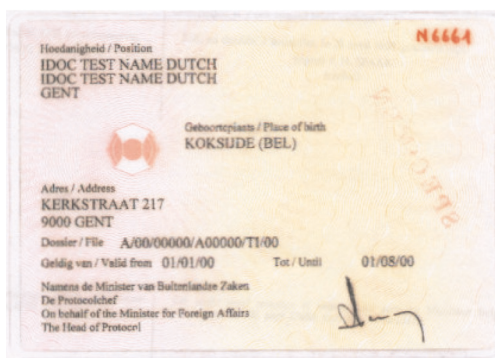 N6661
Hoedanigheid / Position
IDOC TEST NAME DUTCH
IDOC TEST NAME DUTCH
GENT
Geboorteplaats / Place of birth
KOKSIJDE (BEL)
Adres / Address
KERKSTRAAT 217
9000 GENT
Dossier / File A/00/00000/A00000/T1/00
Geldig van / Valid from 01/01/00 Tot / Until 01/08/00
Namens de Minister van Buitenlandse Zaken
De Protocolchef
On behalf of the Minister for Foreign Affairs
The Head of Protocol
SPECIMEN